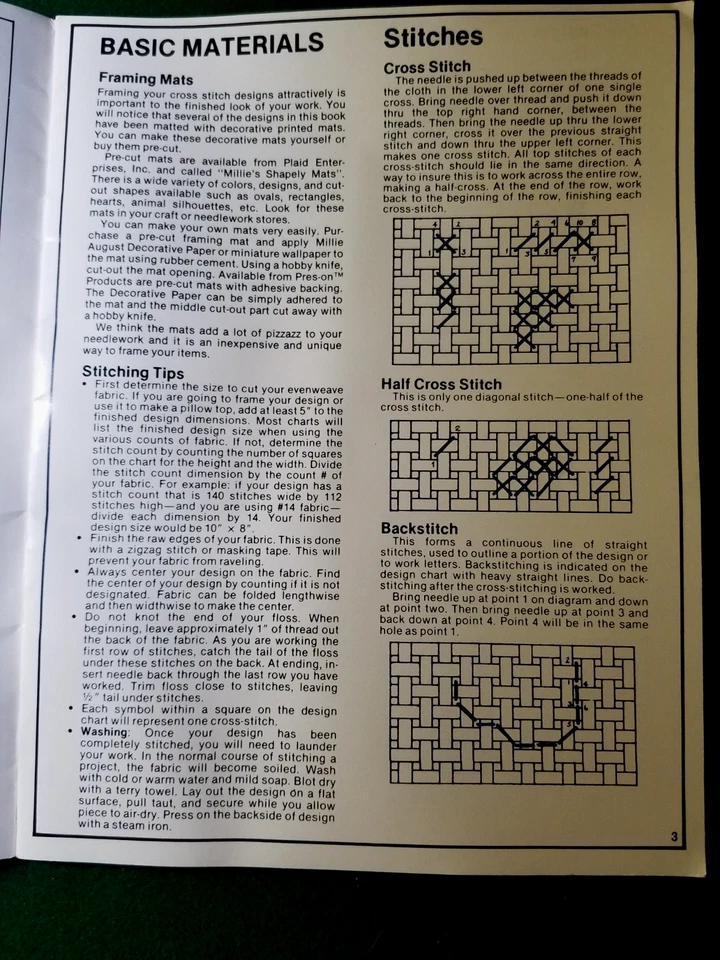 BASIC MATERIALS
Framing Mats
Framing your cross stitch designs attractively is
important to the finished look of your work. You
will notice that several of the designs in this book
have been matted with decorative printed mats.
You can make these decorative mats yourself or
buy them pre-cut.
Pre-cut mats are available from Plaid Enter-
prises, Inc. and called "Millie's Shapely Mats".
There is a wide variety of colors, designs, and cut-
out shapes available such as ovals, rectangles,
hearts, animal silhouettes, etc. Look for these
mats in your craft or needlework stores.
You can make your own mats very easily. Pur-
chase a pre-cut framing mat and apply Millie
August Decorative Paper or miniature wallpaper to
the mat using rubber cement. Using a hobby knife,
cut-out the mat opening. Available from Pres-on™
Products are pre-cut mats with adhesive backing.
The Decorative Paper can be simply adhered to
the mat and the middle cut-out part cut away with
a hobby knife.
We think the mats add a lot of pizzazz to your
needlework and it is an inexpensive and unique
way to frame your items.
Stitching Tips
• First determine the size to cut your evenweave
fabric. If you are going to frame your design or
use it to make a pillow top, add at least 5" to the
finished design dimensions. Most charts will
list the finished design size when using the
various counts of fabric. If not, determine the
stitch count by counting the number of squares
on the chart for the height and the width. Divide
the stitch count dimension by the count # of
your fabric. For example: if your design has a
stitch count that is 140 stitches wide by 112
stitches high—and you are using #14 fabric—
divide each dimension by 14. Your finished
design size would be 10" × 8".
• Finish the raw edges of your fabric. This is done
with a zigzag stitch or masking tape. This will
prevent your fabric from raveling.
• Always center your design on the fabric. Find
the center of your design by counting if it is not
designated. Fabric can be folded lengthwise
and then widthwise to make the center.
• Do not knot the end of your floss. When
beginning, leave approximately 1" of thread out
the back of the fabric. As you are working the
first row of stitches, catch the tail of the floss
under these stitches on the back. At ending, in-
sert needle back through the last row you have
worked. Trim floss close to stitches, leaving
½" tail under stitches.
• Each symbol within a square on the design
chart will represent one cross-stitch.
• Washing: Once your design has been
completely stitched, you will need to launder
your work. In the normal course of stitching a
project, the fabric will become soiled. Wash
with cold or warm water and mild soap. Blot dry
with a terry towel. Lay out the design on a flat
surface, pull taut, and secure while you allow
piece to air-dry. Press on the backside of design
with a steam iron.
Stitches
Cross Stitch
The needle is pushed up between the threads of
the cloth in the lower left corner of one single
cross. Bring needle over thread and push it down
thru the top right hand corner, between the
threads. Then bring the needle up thru the lower
right corner, cross it over the previous straight
stitch and down thru the upper left corner. This
makes one cross stitch. All top stitches of each
cross-stitch should lie in the same direction. A
way to insure this is to work across the entire row,
making a half-cross. At the end of the row, work
back to the beginning of the row, finishing each
cross-stitch.
4 2 2 4 6 10 8
1 3 1 3 5 7 9
Half Cross Stitch
This is only one diagonal stitch—one-half of the
cross stitch.
2
1
Backstitch
This forms a continuous line of straight
stitches, used to outline a portion of the design or
to work letters. Backstitching is indicated on the
design chart with heavy straight lines. Do back-
stitching after the cross-stitching is worked.
Bring needle up at point 1 on diagram and down
at point two. Then bring needle up at point 3 and
back down at point 4. Point 4 will be in the same
hole as point 1.
2
1 4
3 6
5
3